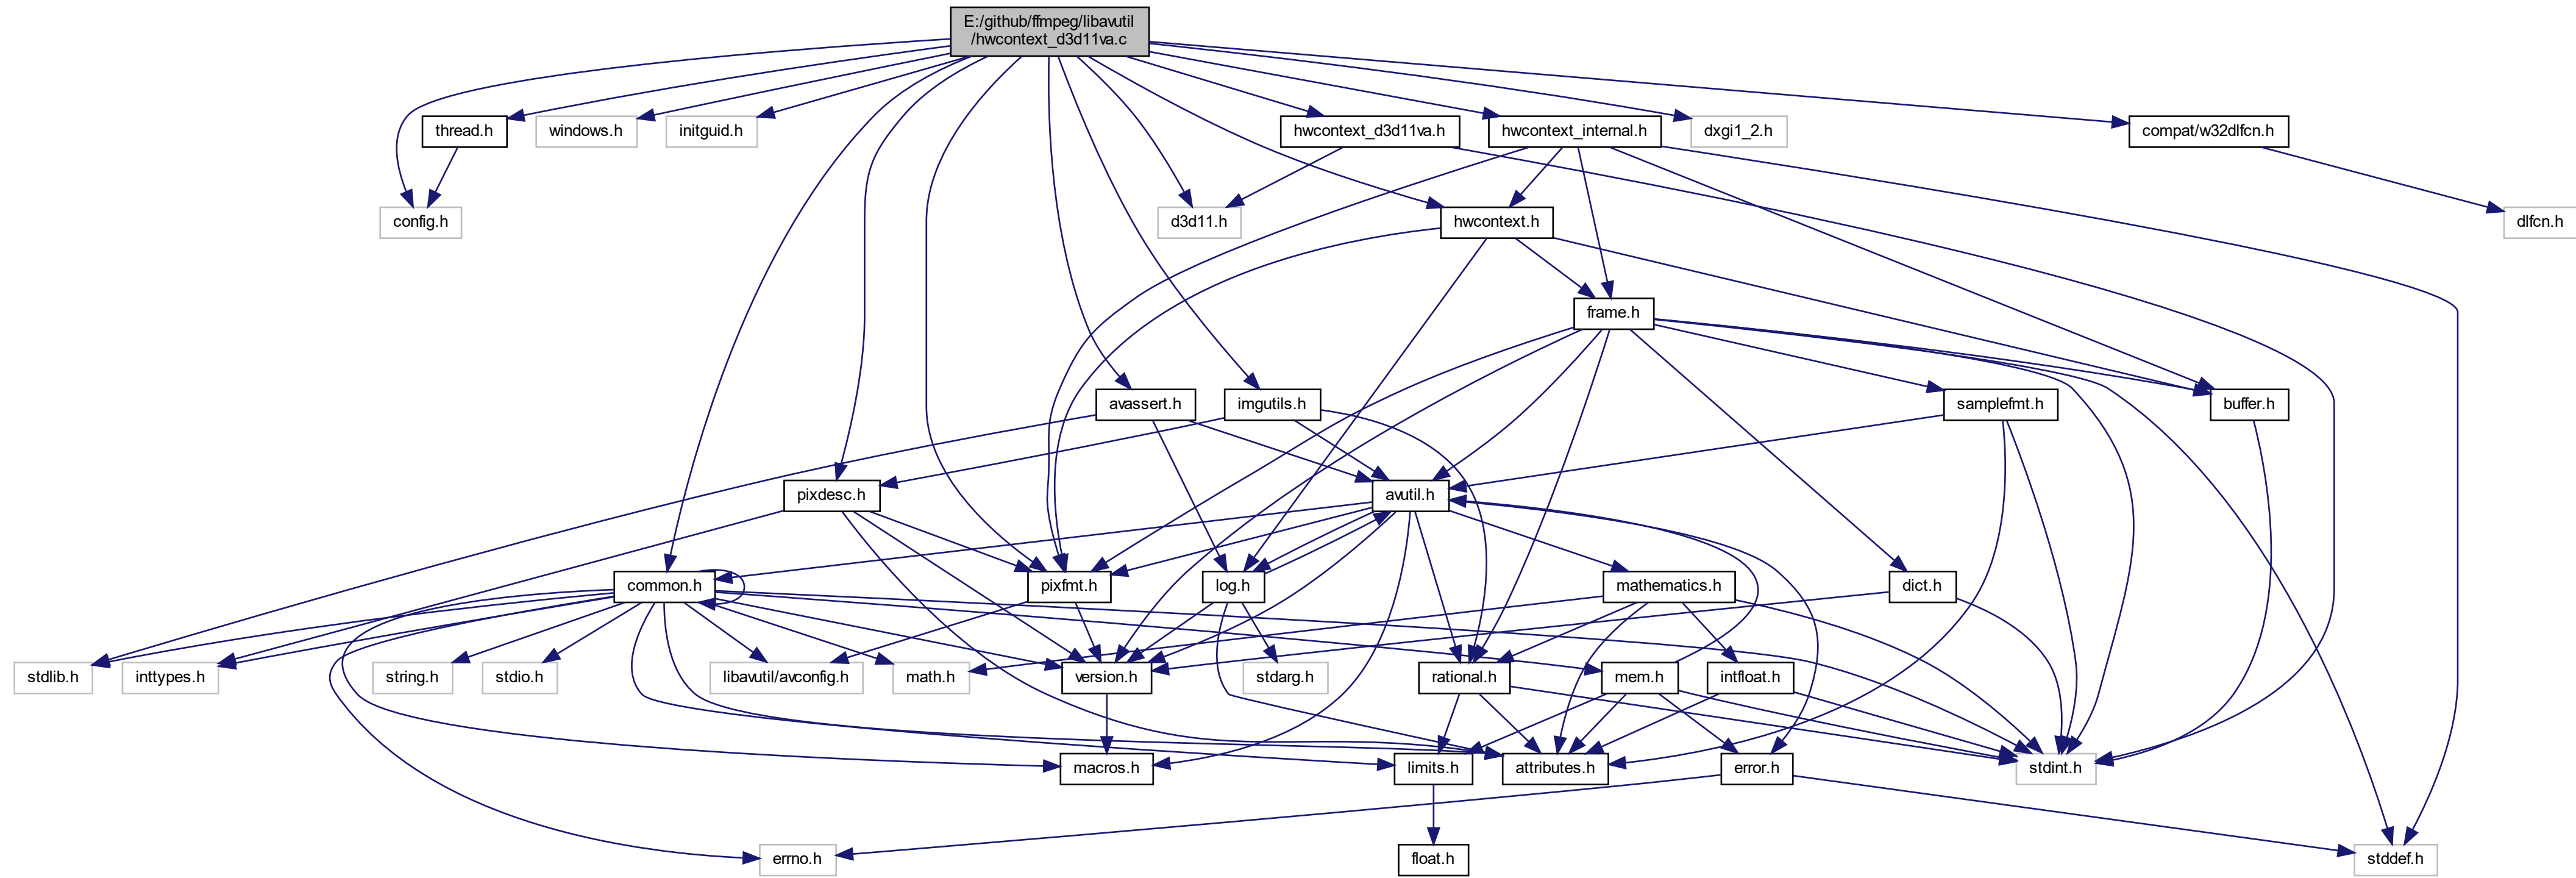 E:/github/ffmpeg/libavutil
/hwcontext_d3d11va.c
thread.h
windows.h
initguid.h
hwcontext_d3d11va.h
hwcontext_internal.h
dxgi1_2.h
compat/w32dlfcn.h
config.h
d3d11.h
hwcontext.h
dlfcn.h
frame.h
avassert.h
imgutils.h
samplefmt.h
buffer.h
pixdesc.h
avutil.h
common.h
pixfmt.h
log.h
mathematics.h
dict.h
stdlib.h
inttypes.h
string.h
stdio.h
libavutil/avconfig.h
math.h
version.h
stdarg.h
rational.h
mem.h
intfloat.h
macros.h
limits.h
attributes.h
error.h
stdint.h
errno.h
float.h
stddef.h